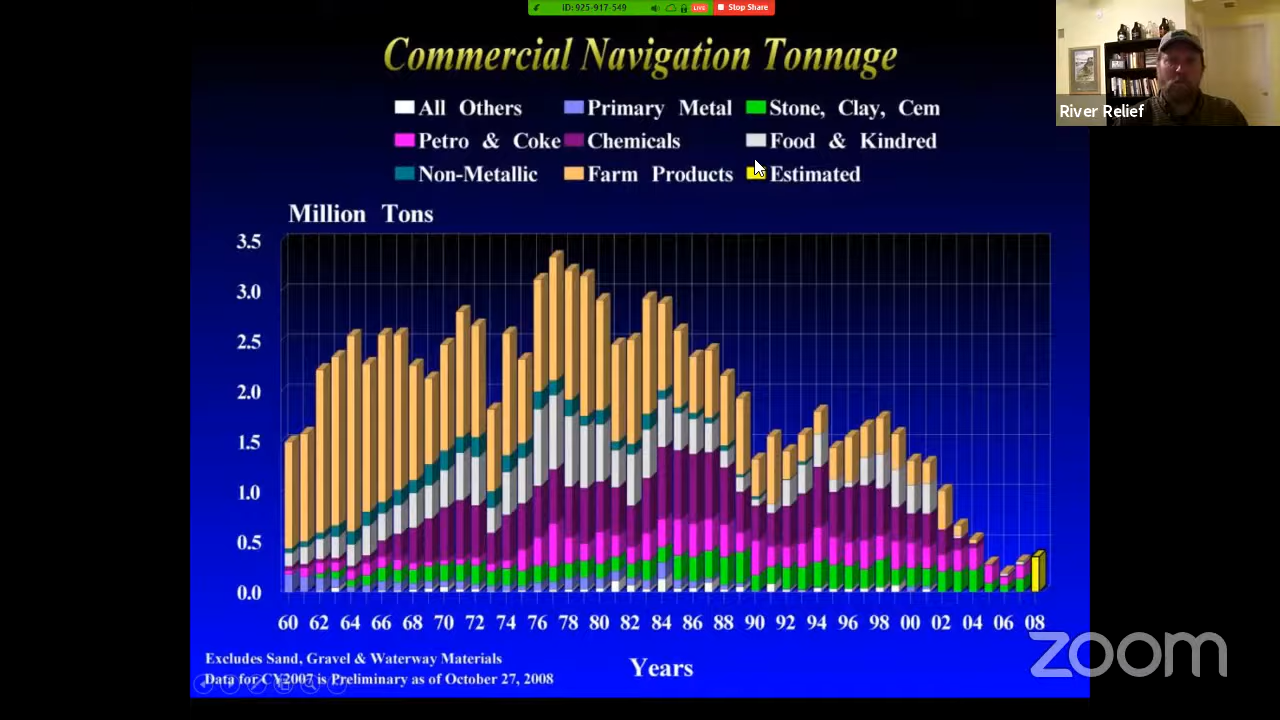 ID: 925-917-549 LIVE Stop Share
Commercial Navigation Tonnage
River Relief
All Others Primary Metal Stone, Clay, Cem
Petro & Coke Chemicals Food & Kindred
Non-Metallic Farm Products Estimated
Million Tons
3.5
3.0
2.5
2.0
1.5
1.0
0.5
0.0
60 62 64 66 68 70 72 74 76 78 80 82 84 86 88 90 92 94 96 98 00 02 04 06 08
Excludes Sand, Gravel & Waterway Materials
Years
Data for CY2007 is Preliminary as of October 27, 2008
zoom